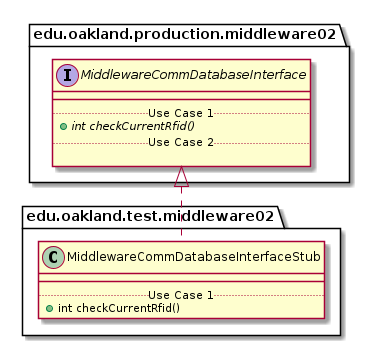 edu.oakland.production.middleware02
I MiddlewareCommDatabaseInterface
Use Case 1
int checkCurrentRfid()
Use Case 2
edu.oakland.test.middleware02
C MiddlewareCommDatabaseInterfaceStub
Use Case 1
int checkCurrentRfid()